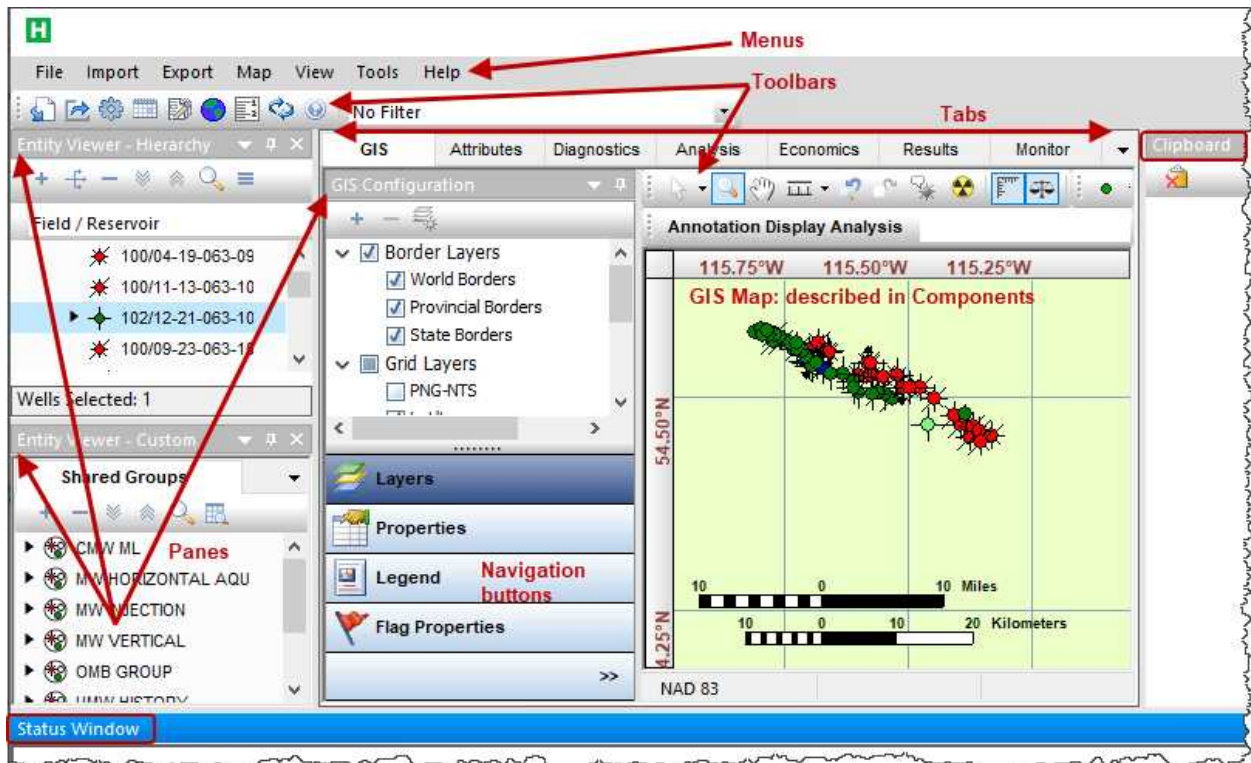 H
Menus
File Import Export Map View Tools Help
Toolbars
No Filter
Tabs
Entity Viewer - Hierarchy
GIS Attributes Diagnostics Analysis Economics Results Monitor
Clipboard
GIS Configuration
Field / Reservoir
100/04-19-063-09
100/11-13-063-10
102/12-21-063-10
100/09-23-063-10
Wells Selected: 1
Border Layers
World Borders
Provincial Borders
State Borders
Grid Layers
PNG-NTS
Annotation Display Analysis
115.75°W 115.50°W 115.25°W
GIS Map: described in Components
54.50°N
4.25°N
Entity Viewer - Custom
Shared Groups
CMW ML
Panes
MW HORIZONTAL AQU
MW INJECTION
MW VERTICAL
OMB GROUP
UMW HISTORY
Layers
Properties
Legend
Navigation buttons
Flag Properties
>>
10 0 10 Miles
10 0 10 20 Kilometers
NAD 83
Status Window